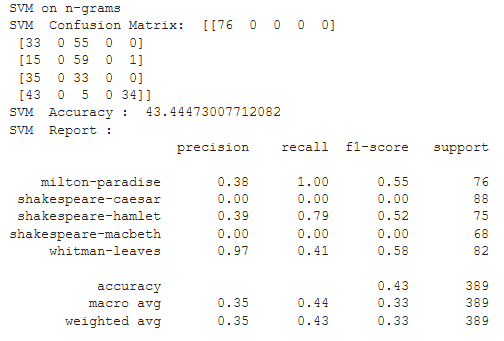 SVM on n-grams
SVM  Confusion Matrix:  [[76  0  0  0  0]
 [33  0 55  0  0]
 [15  0 59  0  1]
 [35  0 33  0  0]
 [43  0  5  0 34]]
SVM  Accuracy :  43.44473007712082
SVM  Report :
                    precision    recall  f1-score   support

    milton-paradise      0.38      1.00      0.55        76
 shakespeare-caesar      0.00      0.00      0.00        88
 shakespeare-hamlet      0.39      0.79      0.52        75
shakespeare-macbeth      0.00      0.00      0.00        68
     whitman-leaves      0.97      0.41      0.58        82

           accuracy                          0.43       389
          macro avg      0.35      0.44      0.33       389
       weighted avg      0.35      0.43      0.33       389